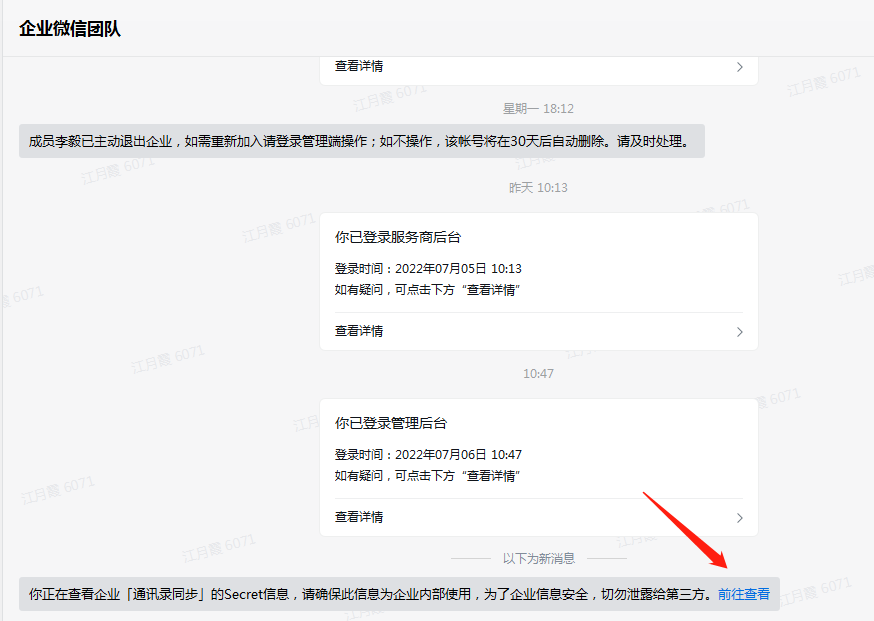 企业微信团队
查看详情
星期一 18:12
成员李毅已主动退出企业，如需重新加入请登录管理端操作；如不操作，该帐号将在30天后自动删除。请及时处理。
昨天 10:13
你已登录服务商后台
登录时间：2022年07月05日 10:13
如有疑问，可点击下方“查看详情”
查看详情
10:47
你已登录管理后台
登录时间：2022年07月06日 10:47
如有疑问，可点击下方“查看详情”
查看详情
以下为新消息
你正在查看企业「通讯录同步」的Secret信息，请确保此信息为企业内部使用，为了企业信息安全，切勿泄露给第三方。前往查看
江月霞 6071